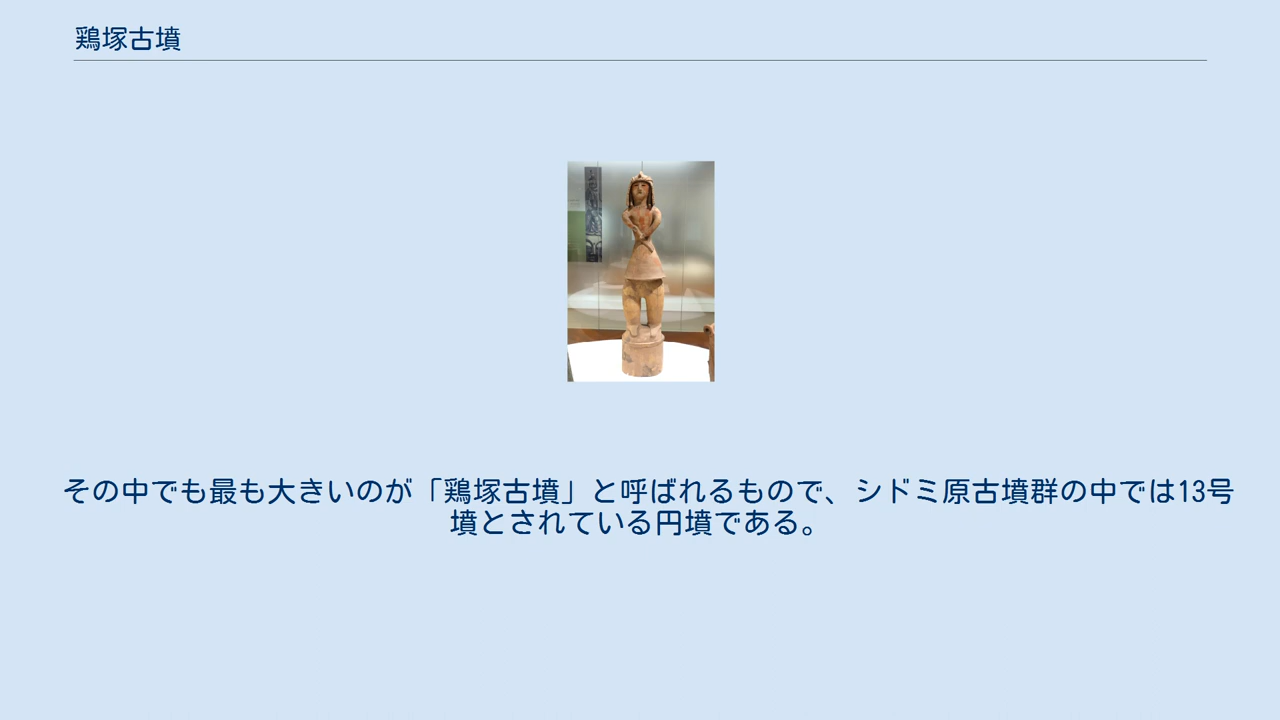 鶏塚古墳
その中でも最も大きいのが「鶏塚古墳」と呼ばれるもので、シドミ原古墳群の中では13号
墳とされている円墳である。